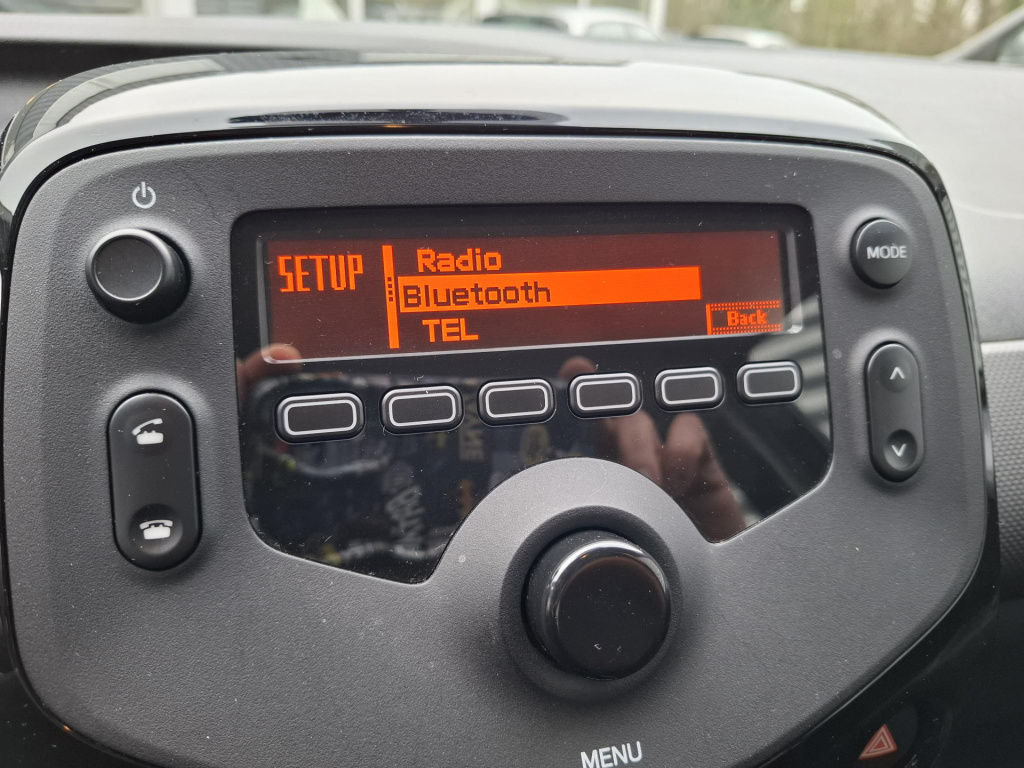 SETUP
Radio
Bluetooth
TEL
Back
MODE
MENU